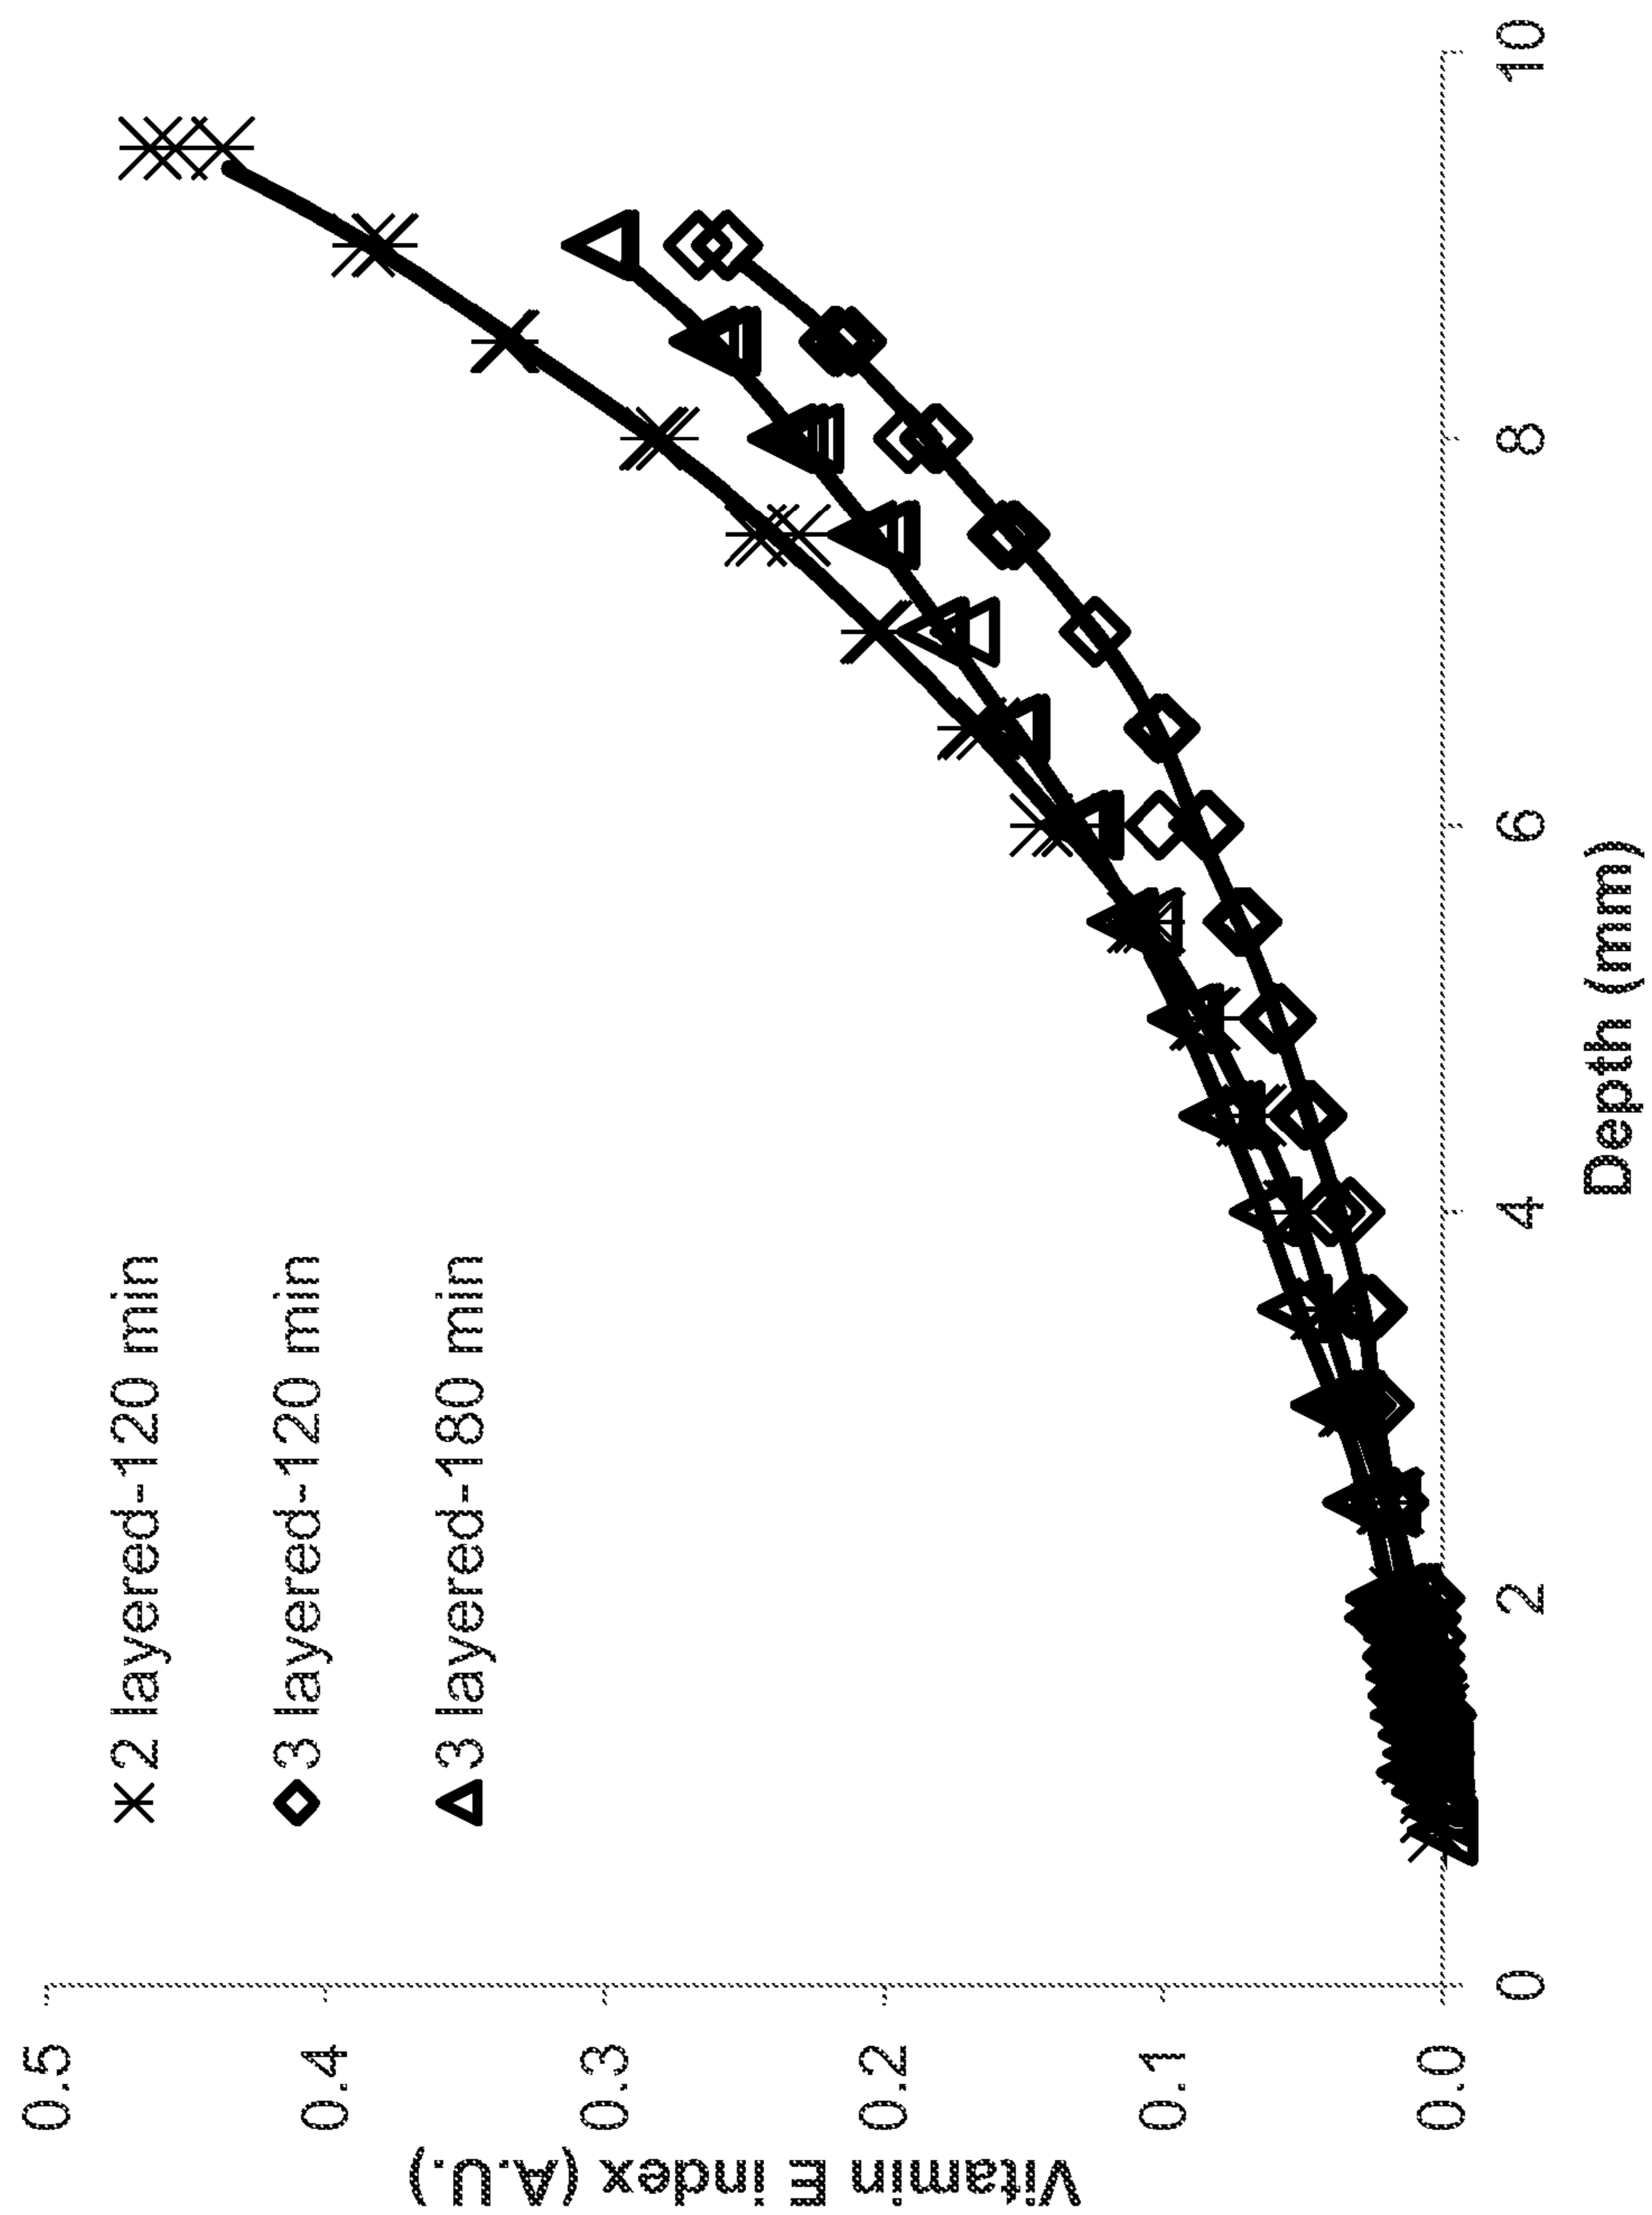 0.5
0.4
0.3
0.2
0.1
0.0
Vitamin E index (A.U.)
2 layered-120 min
3 layered-120 min
3 layered-180 min
0
2
4
6
8
10
Depth (mm)